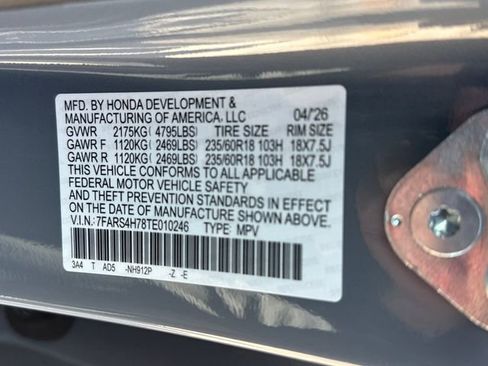 MFD. BY HONDA DEVELOPMENT &
MANUFACTURING OF AMERICA, LLC 04/'26
GVWR 2175KG( 4795LBS) TIRE SIZE RIM SIZE
GAWR F 1120KG( 2469LBS) 235/60R18 103H 18X7.5J
GAWR R 1120KG( 2469LBS) 235/60R18 103H 18X7.5J
THIS VEHICLE CONFORMS TO ALL APPLICABLE
FEDERAL MOTOR VEHICLE SAFETY
AND THEFT PREVENTION STANDARDS IN EFFECT
ON THE DATE OF MANUFACTURE SHOWN ABOVE.
V.I.N.: 7FARS4H78TE010246 TYPE: MPV
3A4 T AD5 -NH912P -Z -E